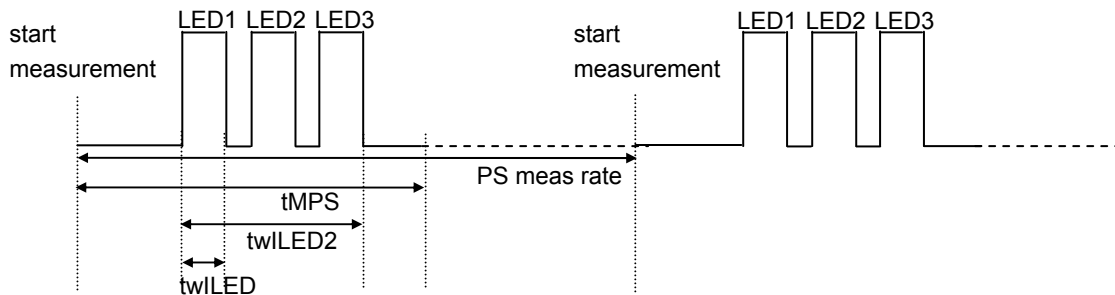 LED1 LED2 LED3
start
measurement
start
measurement
LED1 LED2 LED3
PS meas rate
tMPS
twILED2
twILED